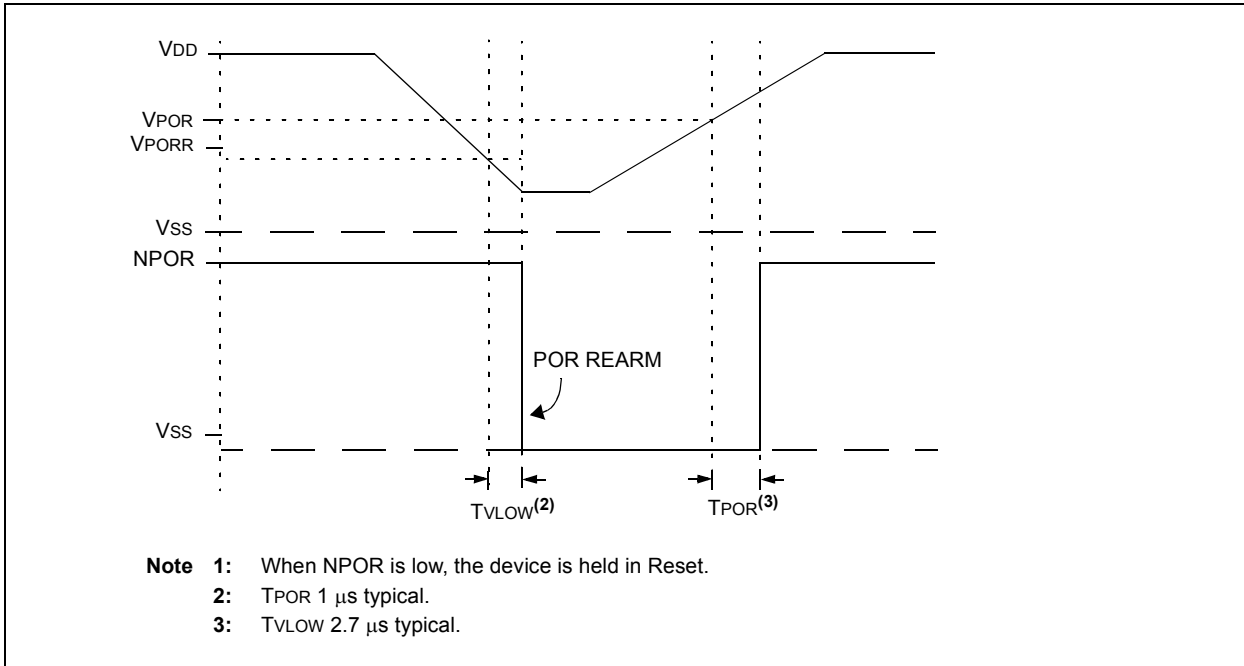 VDD
VPOR
VPORR
VSS
NPOR
POR REARM
VSS
TVLOW(2)
TPOR(3)
Note 1: When NPOR is low, the device is held in Reset.
2: TPOR 1 μs typical.
3: TVLOW 2.7 μs typical.